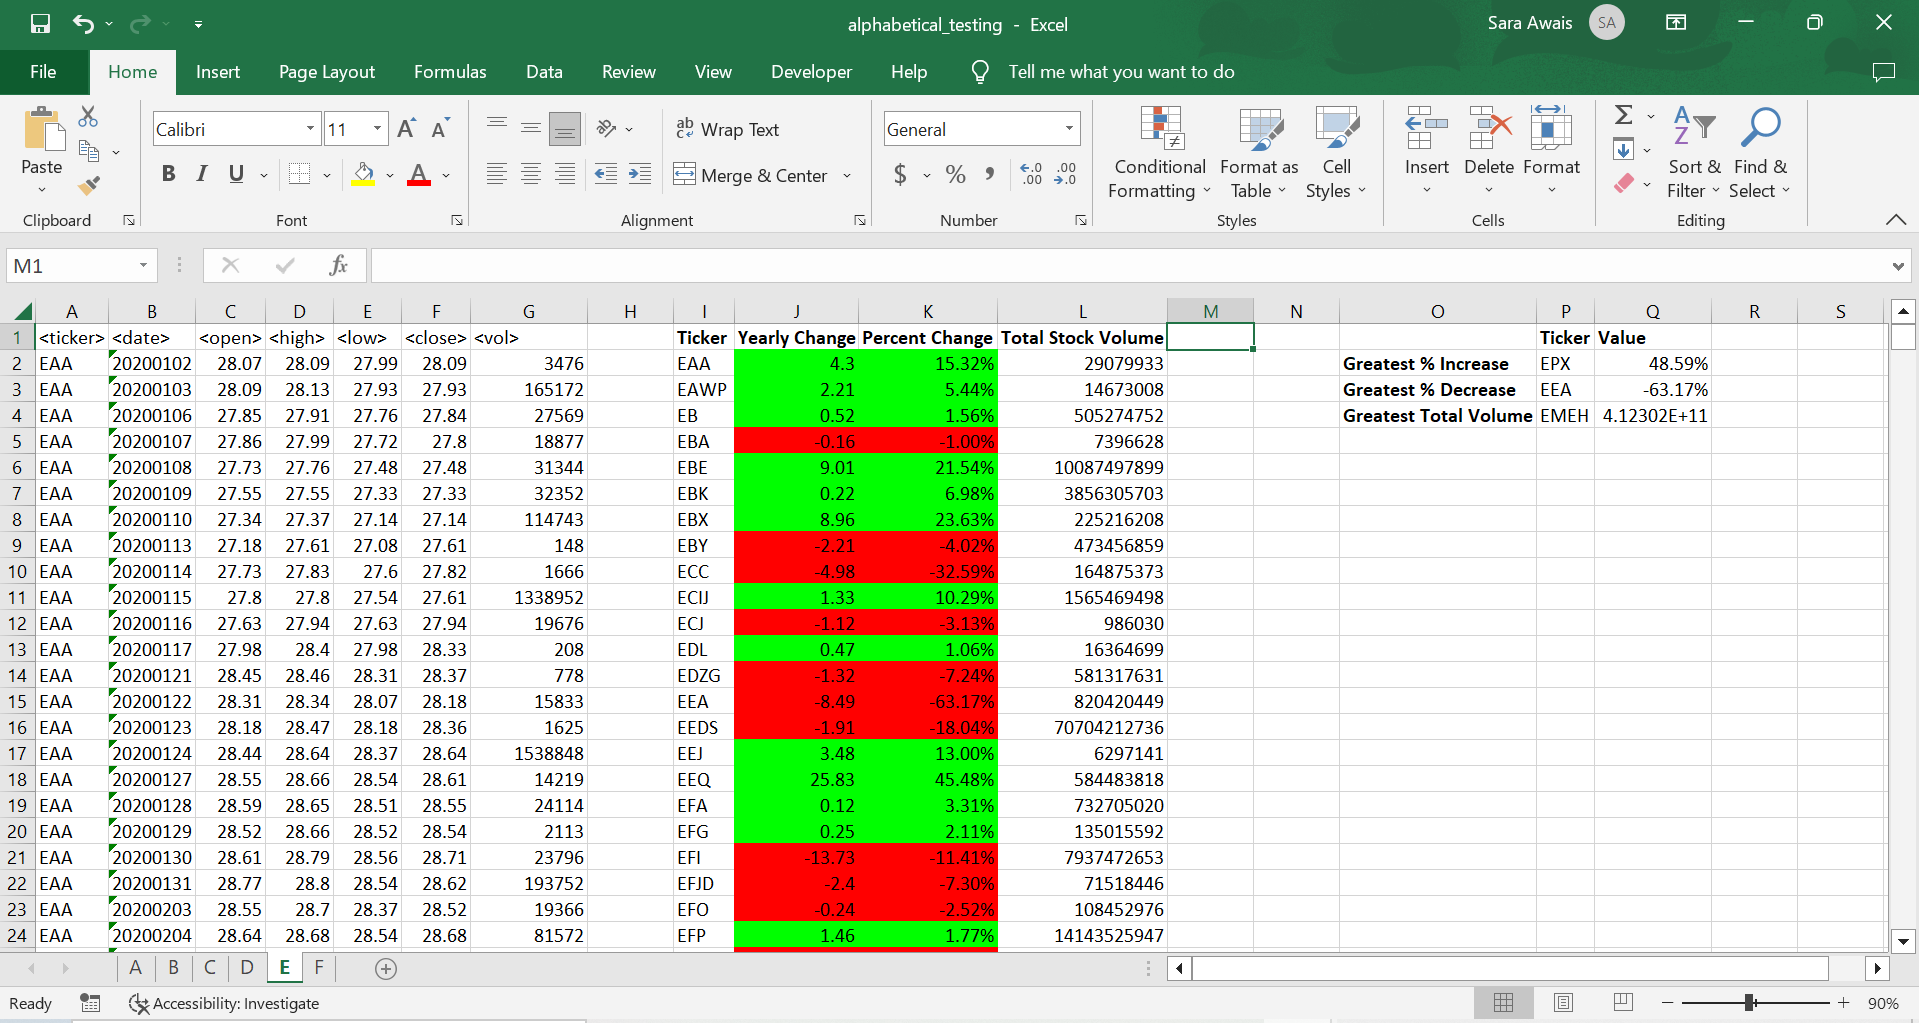 alphabetical_testing - Excel
Sara Awais SA
File Home Insert Page Layout Formulas Data Review View Developer Help Tell me what you want to do
Paste
Clipboard
Calibri 11
B I U A
Font
ab Wrap Text
Merge & Center
Alignment
General
$ % ,
Number
Conditional Formatting
Format as Table
Cell Styles
Styles
Insert Delete Format
Cells
Sort & Filter
Find & Select
Editing
M1 fx
A B C D E F G H I J K L M N O P Q R S
1 <ticker> <date> <open> <high> <low> <close> <vol> Ticker Yearly Change Percent Change Total Stock Volume Ticker Value
2 EAA 20200102 28.07 28.09 27.99 28.09 3476 EAA 4.3 15.32% 29079933 Greatest % Increase EPX 48.59%
3 EAA 20200103 28.09 28.13 27.93 27.93 165172 EAWP 2.21 5.44% 14673008 Greatest % Decrease EEA -63.17%
4 EAA 20200106 27.85 27.91 27.76 27.84 27569 EB 0.52 1.56% 505274752 Greatest Total Volume EMEH 4.12302E+11
5 EAA 20200107 27.86 27.99 27.72 27.8 18877 EBA -0.16 -1.00% 7396628
6 EAA 20200108 27.73 27.76 27.48 27.48 31344 EBE 9.01 21.54% 10087497899
7 EAA 20200109 27.55 27.55 27.33 27.33 32352 EBK 0.22 6.98% 3856305703
8 EAA 20200110 27.34 27.37 27.14 27.14 114743 EBX 8.96 23.63% 225216208
9 EAA 20200113 27.18 27.61 27.08 27.61 148 EBY -2.21 -4.02% 473456859
10 EAA 20200114 27.73 27.83 27.6 27.82 1666 ECC -4.98 -32.59% 164875373
11 EAA 20200115 27.8 27.8 27.54 27.61 1338952 ECIJ 1.33 10.29% 1565469498
12 EAA 20200116 27.63 27.94 27.63 27.94 19676 ECJ -1.12 -3.13% 986030
13 EAA 20200117 27.98 28.4 27.98 28.33 208 EDL 0.47 1.06% 16364699
14 EAA 20200121 28.45 28.46 28.31 28.37 778 EDZG -1.32 -7.24% 581317631
15 EAA 20200122 28.31 28.34 28.07 28.18 15833 EEA -8.49 -63.17% 820420449
16 EAA 20200123 28.18 28.47 28.18 28.36 1625 EEDS -1.91 -18.04% 70704212736
17 EAA 20200124 28.44 28.64 28.37 28.64 1538848 EEJ 3.48 13.00% 6297141
18 EAA 20200127 28.55 28.66 28.54 28.61 14219 EEQ 25.83 45.48% 584483818
19 EAA 20200128 28.59 28.65 28.51 28.55 24114 EFA 0.12 3.31% 732705020
20 EAA 20200129 28.52 28.66 28.52 28.54 2113 EFG 0.25 2.11% 135015592
21 EAA 20200130 28.61 28.79 28.56 28.71 23796 EFI -13.73 -11.41% 7937472653
22 EAA 20200131 28.77 28.8 28.54 28.62 193752 EFJD -2.4 -7.30% 71518446
23 EAA 20200203 28.55 28.7 28.37 28.52 19366 EFO -0.24 -2.52% 108452976
24 EAA 20200204 28.64 28.68 28.54 28.68 81572 EFP 1.46 1.77% 14143525947
A B C D E F
Ready Accessibility: Investigate 90%